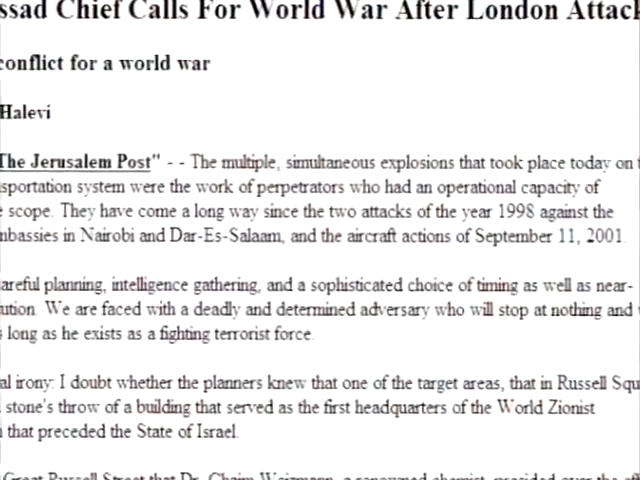 ssad Chief Calls For World War After London Attack
conflict for a world war
Halevi
The Jerusalem Post" - - The multiple, simultaneous explosions that took place today on
sportation system were the work of perpetrators who had an operational capacity of
scope. They have come a long way since the two attacks of the year 1998 against the
mbassies in Nairobi and Dar-Es-Salaam, and the aircraft actions of September 11, 2001.
areful planning, intelligence gathering, and a sophisticated choice of timing as well as near-
ution. We are faced with a deadly and determined adversary who will stop at nothing and
long as he exists as a fighting terrorist force.
al irony: I doubt whether the planners knew that one of the target areas, that in Russell Squ
stone's throw of a building that served as the first headquarters of the World Zionist
that preceded the State of Israel.
Great Russell Street that Dr. Chaim Weizmann, a renowned chemist, presided over the